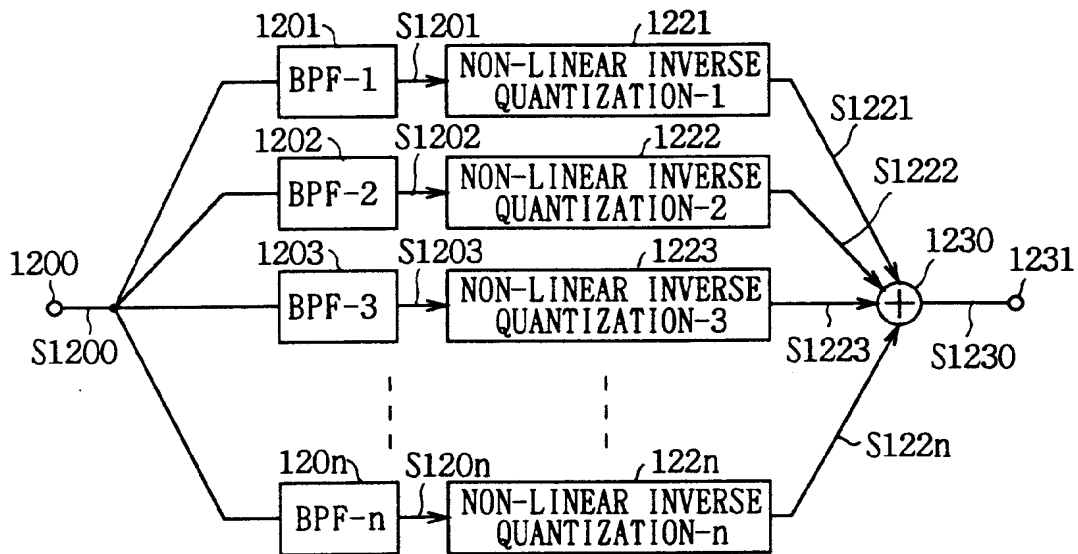 1201 S1201 1221
BPF-1 NON-LINEAR INVERSE
QUANTIZATION-1
S1221
1202 S1202 1222
BPF-2 NON-LINEAR INVERSE
QUANTIZATION-2
S1222
1200 1203 S1203 1223 1230 1231
BPF-3 NON-LINEAR INVERSE
QUANTIZATION-3
+
S1200 S1223 S1230
120n S120n 122n
S122n
BPF-n NON-LINEAR INVERSE
QUANTIZATION-n